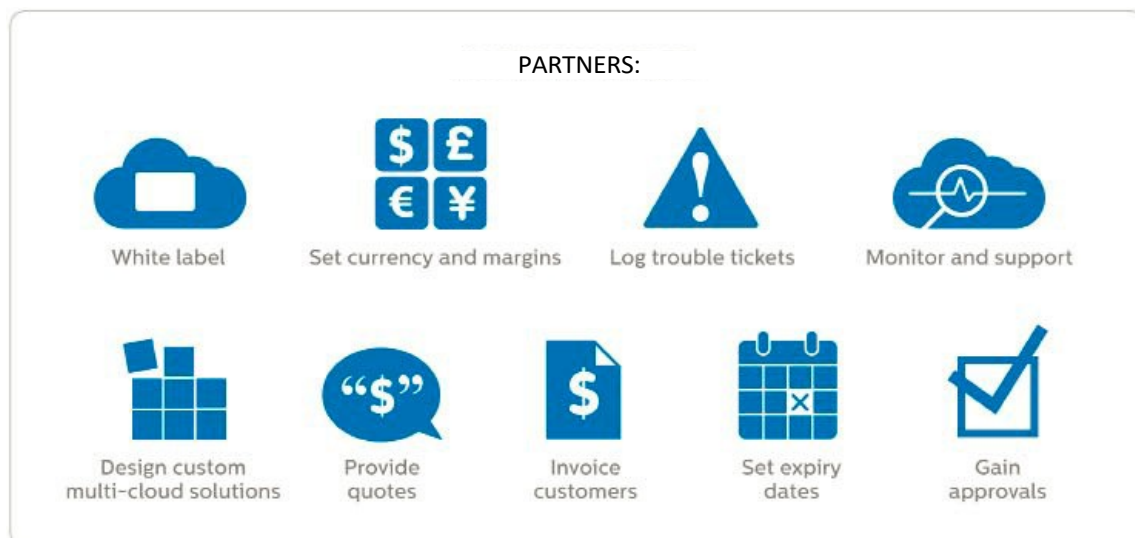 PARTNERS:
$ £
€ ¥
White label
Set currency and margins
Log trouble tickets
Monitor and support
“$”
$
Design custom
multi-cloud solutions
Provide
quotes
Invoice
customers
Set expiry
dates
Gain
approvals